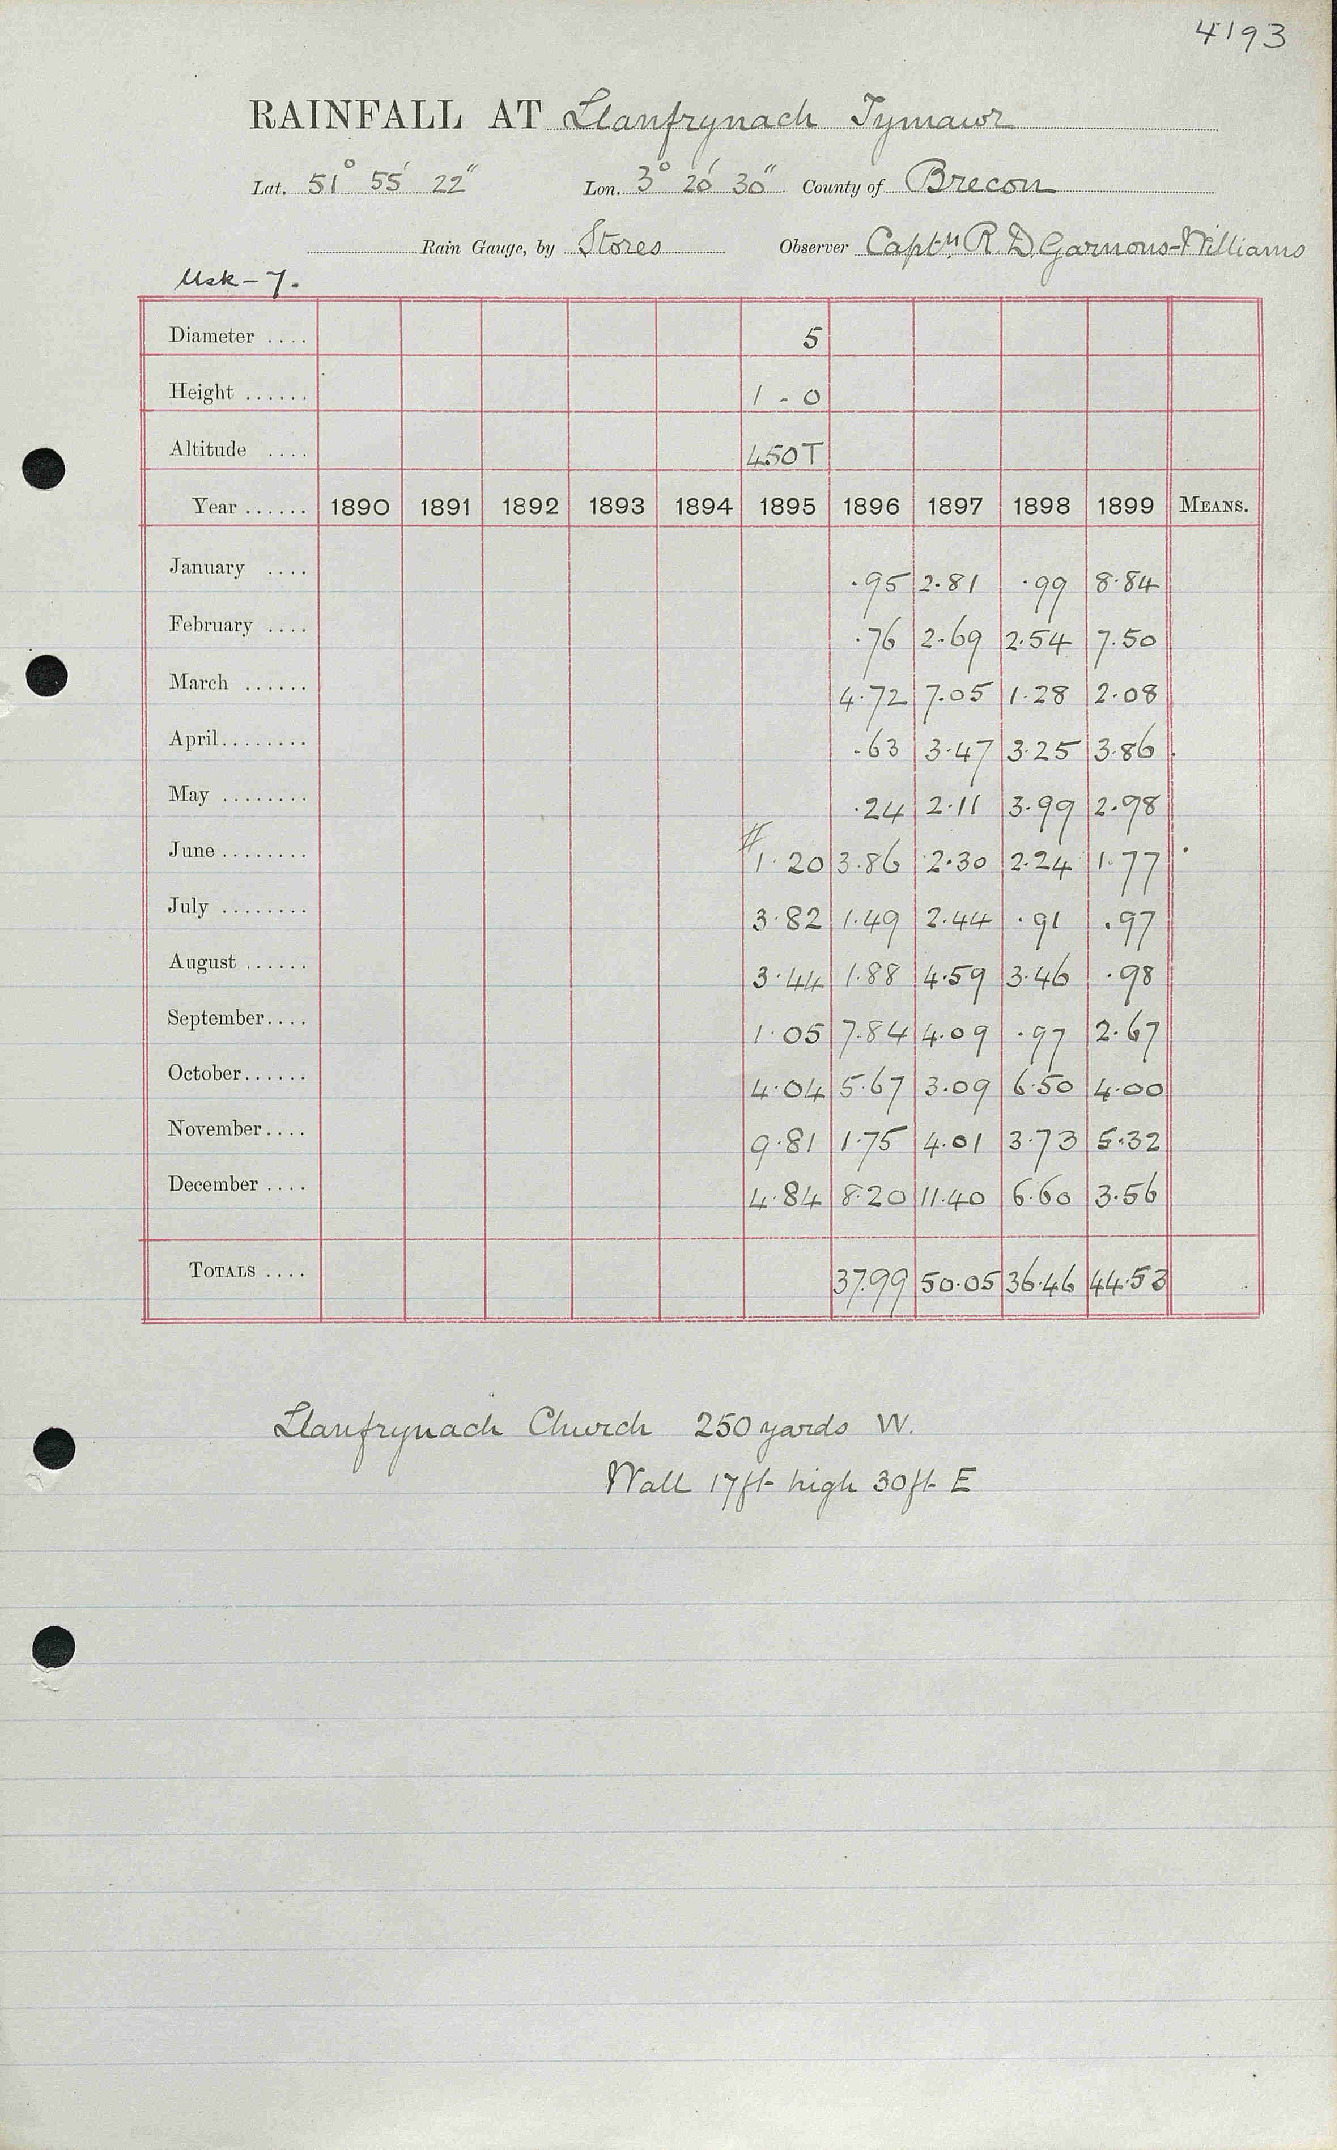 4193
RAINFALL AT Llanfrynach Tymawr
Lat. 51° 55' 22" Lon. 3° 20' 30" County of Brecon
Rain Gauge, by Stores Observer Captn. R. D. Garnons-Williams
Usk - 7.
Diameter .... 5
Height ...... 1 - 0
Altitude .... 450T
Year ...... 1890 1891 1892 1893 1894 1895 1896 1897 1898 1899 MEANS.
January .... .95 2.81 .99 8.84
February .... .76 2.69 2.54 7.50
March ...... 4.72 7.05 1.28 2.08
April ........ .63 3.47 3.25 3.86
May ........ .24 2.11 3.99 2.98
June ........ # 1.20 3.86 2.30 2.24 1.77
July ........ 3.82 1.49 2.44 .91 .97
August ...... 3.44 1.88 4.59 3.46 .98
September.... 1.05 7.84 4.09 .97 2.67
October...... 4.04 5.67 3.09 6.50 4.00
November.... 9.81 1.75 4.01 3.73 5.32
December .... 4.84 8.20 11.40 6.60 3.56
TOTALS .... 37.99 50.05 36.46 44.53
Llanfrynach Church 250 yards W.
Wall 17ft high 30ft E